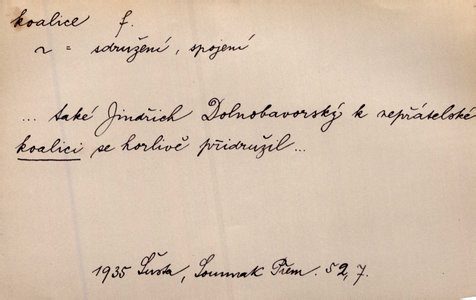 koalice f.
~ = sdružení, spojení
... také Jindřich Dolnobavorský k nepřátelské
koalici se horlivě přidružil...
1935 Šusta, Soumrak Přem. 52, 7.